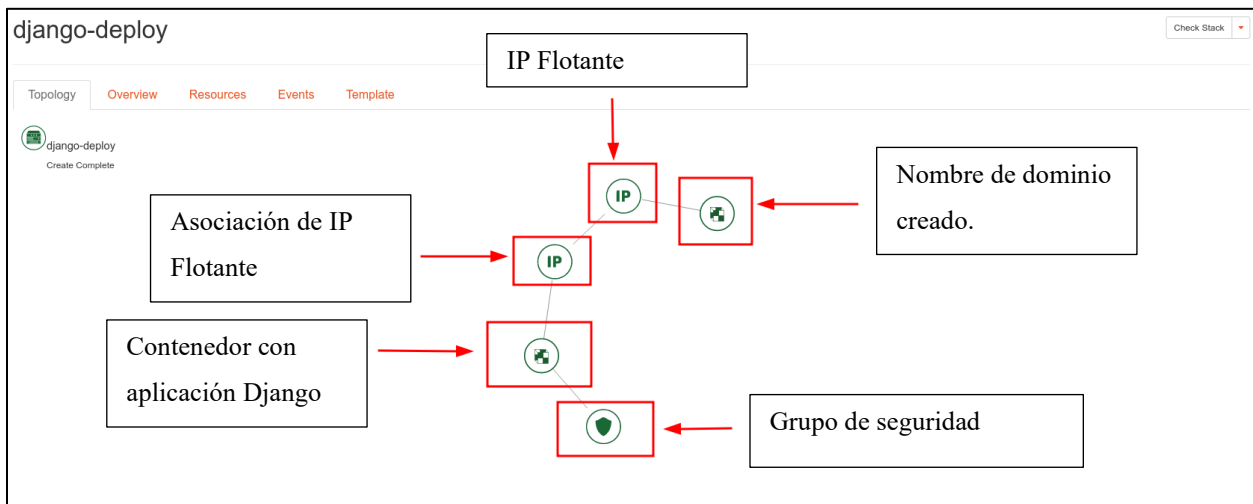 django-deploy
Check Stack
IP Flotante
Topology
Overview
Resources
Events
Template
django-deploy
Create Complete
IP
Nombre de dominio
creado.
Asociación de IP
Flotante
IP
Contenedor con
aplicación Django
Grupo de seguridad